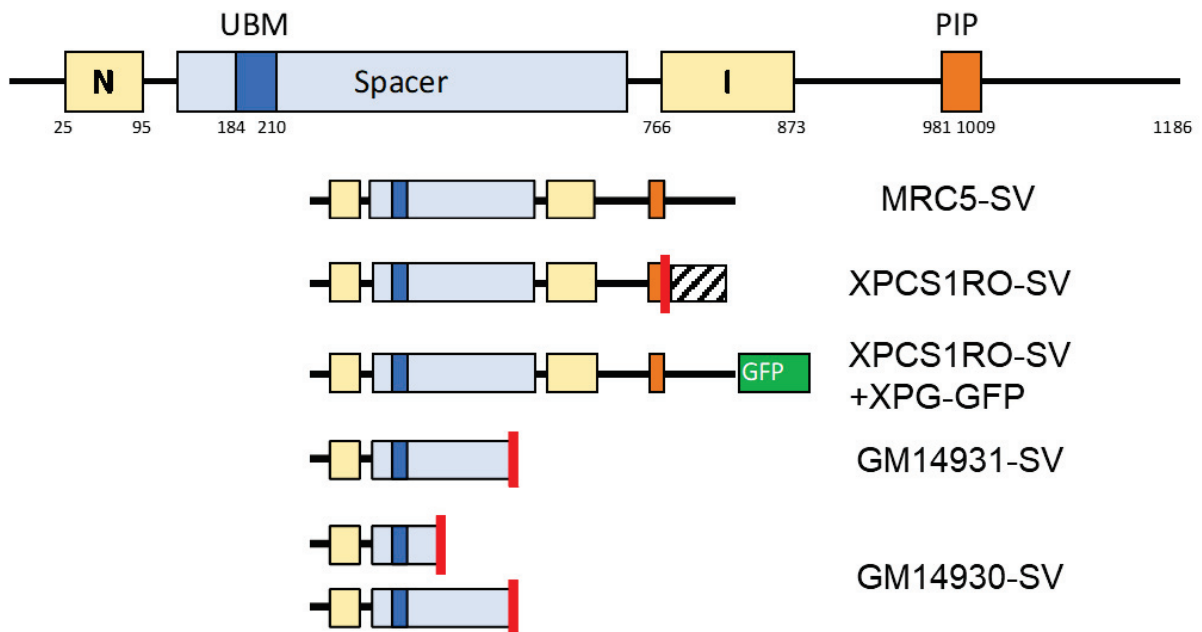 UBM PIP
N Spacer I
25 95 184 210 766 873 981 1009 1186
MRC5-SV
XPCS1RO-SV
XPCS1RO-SV
GFP
+XPG-GFP
GM14931-SV
GM14930-SV